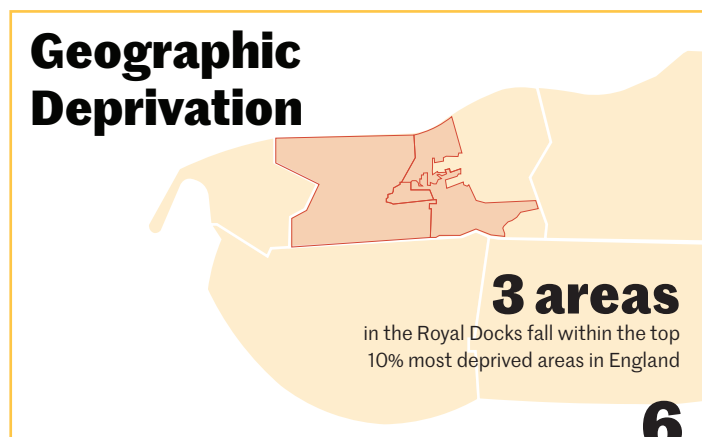 Geographic
Deprivation
3 areas
in the Royal Docks fall within the top
10% most deprived areas in England
6